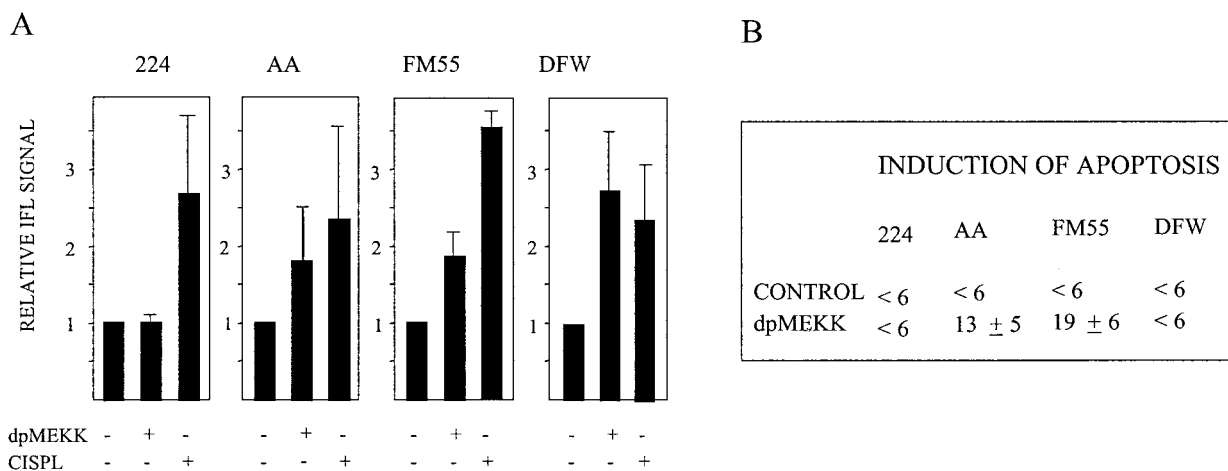 A
B
224 AA FM55 DFW
RELATIVE IFL SIGNAL
3 3 3 3
2 2 2 2
1 1 1 1
dpMEKK - + - - + - - + - - + -
CISPL - - + - - + - - + - - +
INDUCTION OF APOPTOSIS
224 AA FM55 DFW
CONTROL < 6 < 6 < 6 < 6
dpMEKK < 6 13 ± 5 19 ± 6 < 6